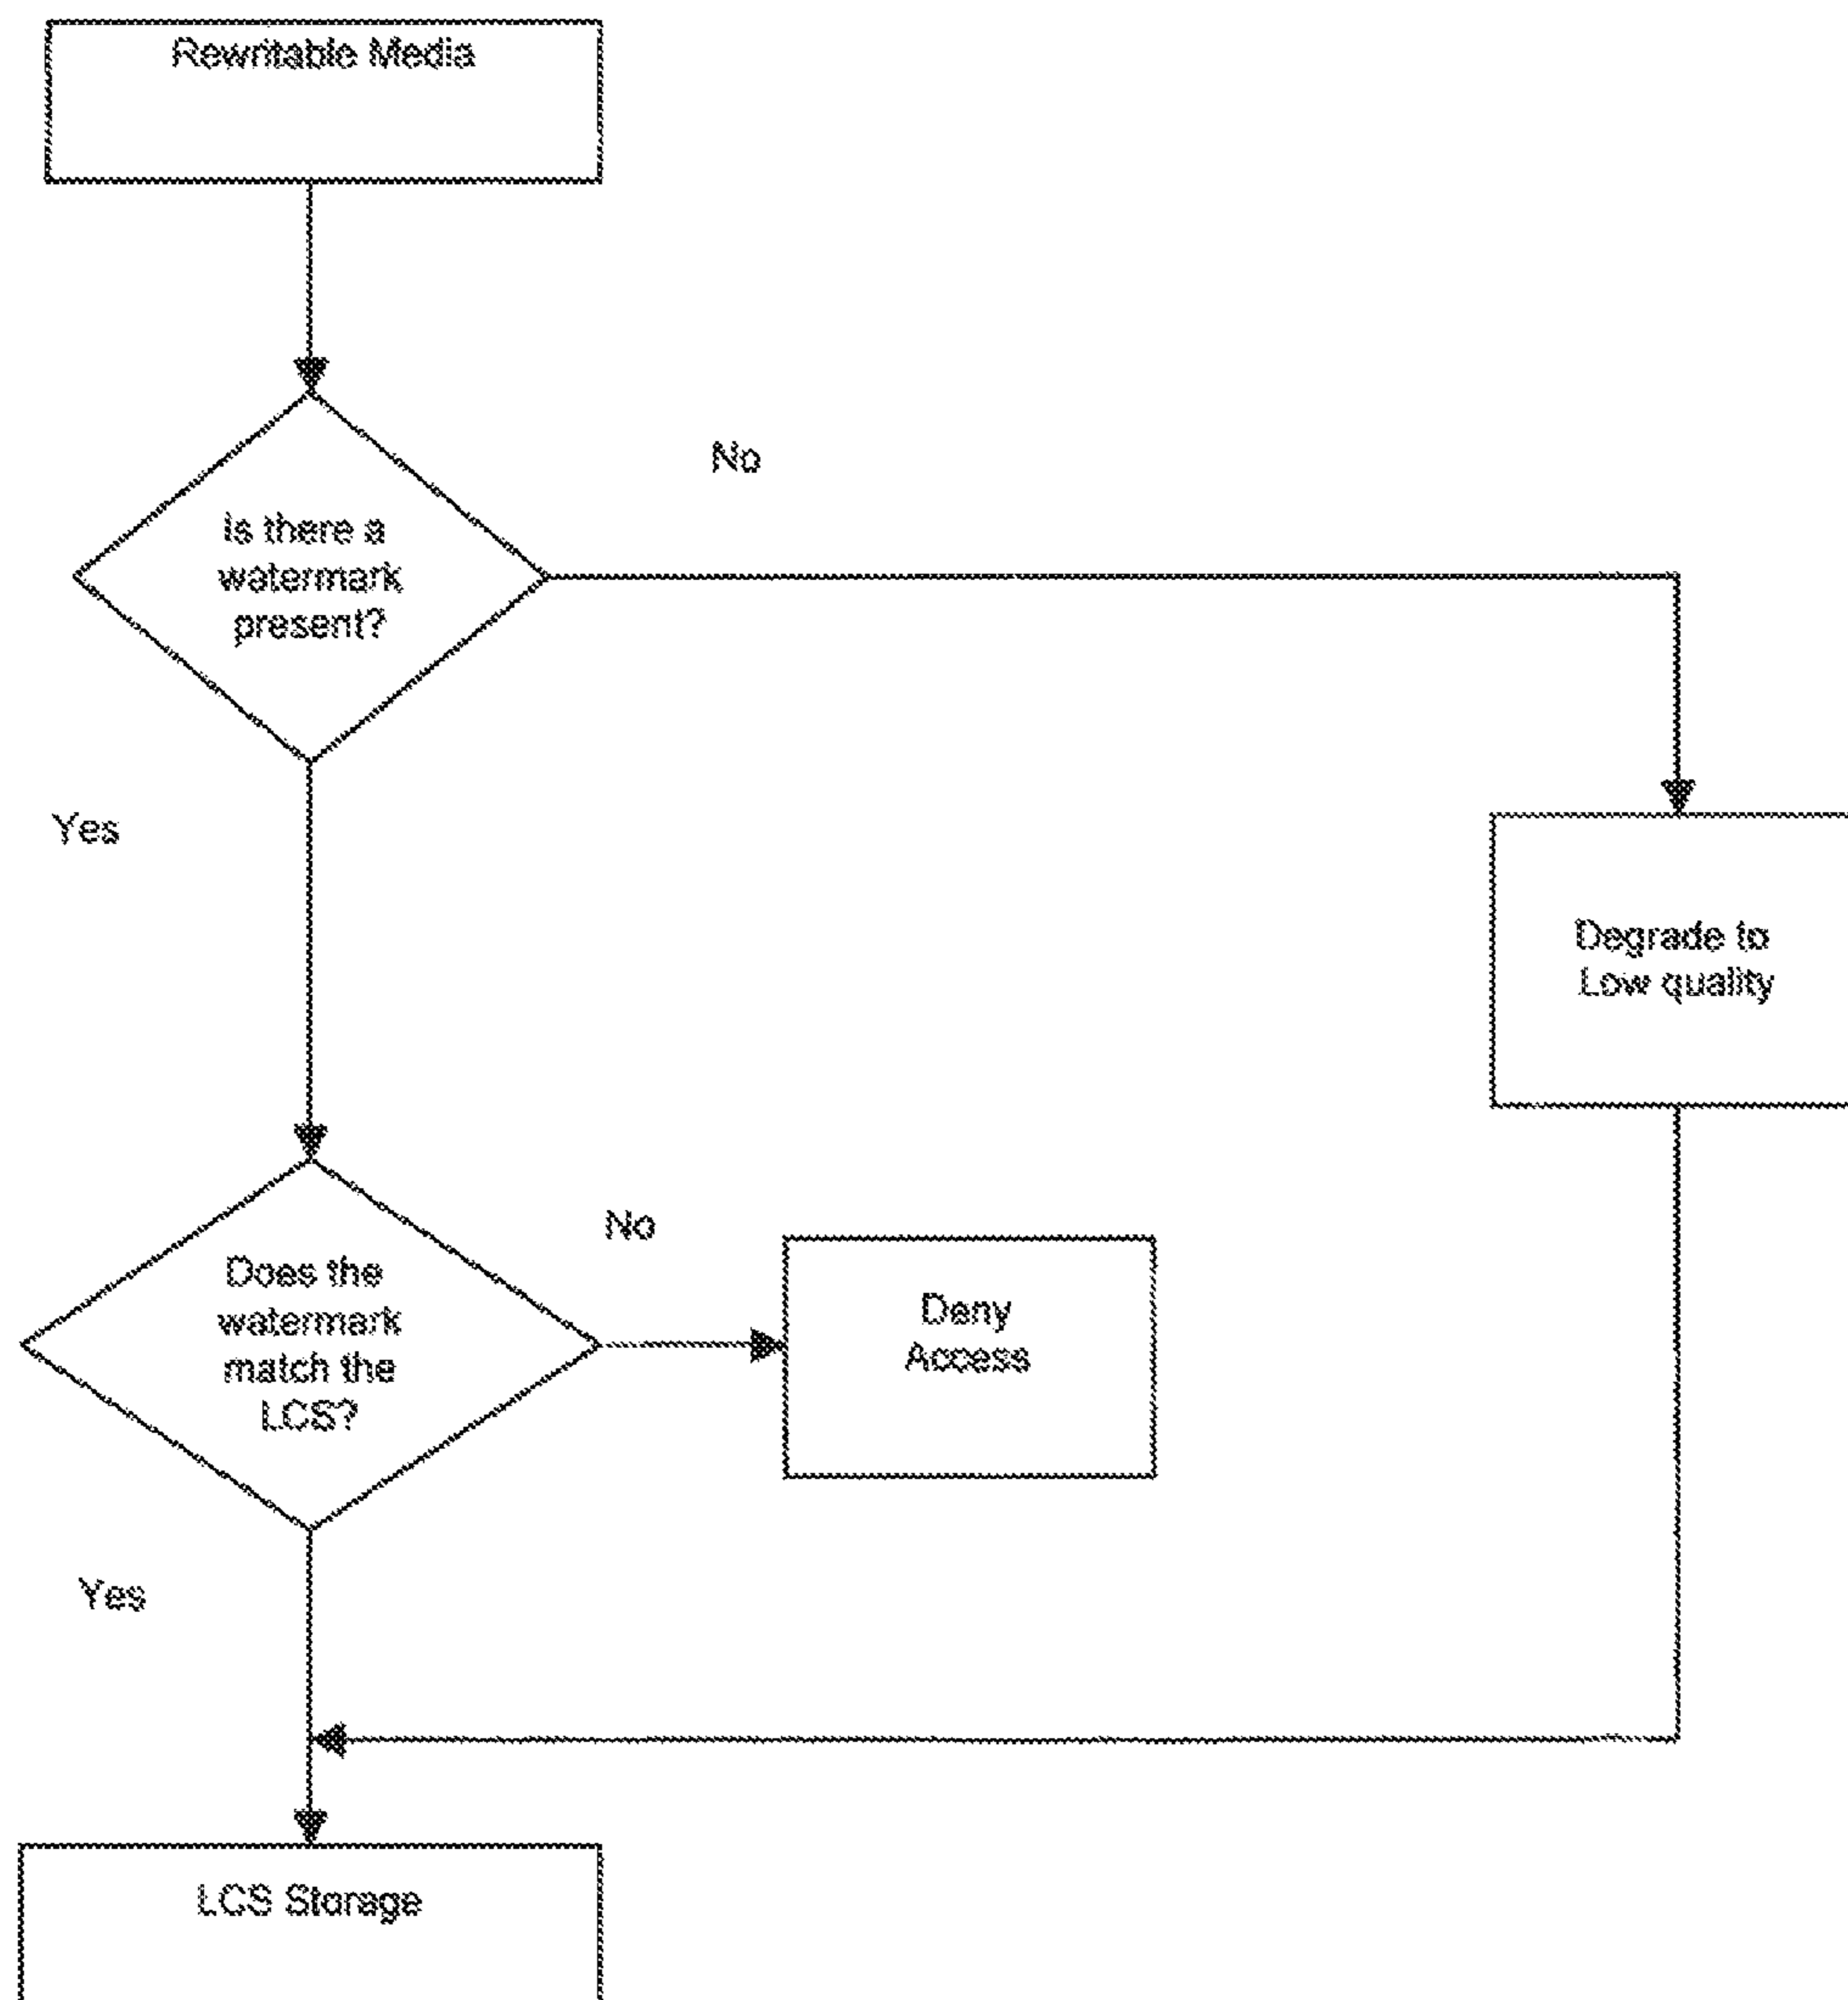 Rewritable Media
No
Is there a
watermark
present?
Yes
Degrade to
Low quality
No
Does the
watermark
match the
LCS?
Deny
Access
Yes
LCS Storage